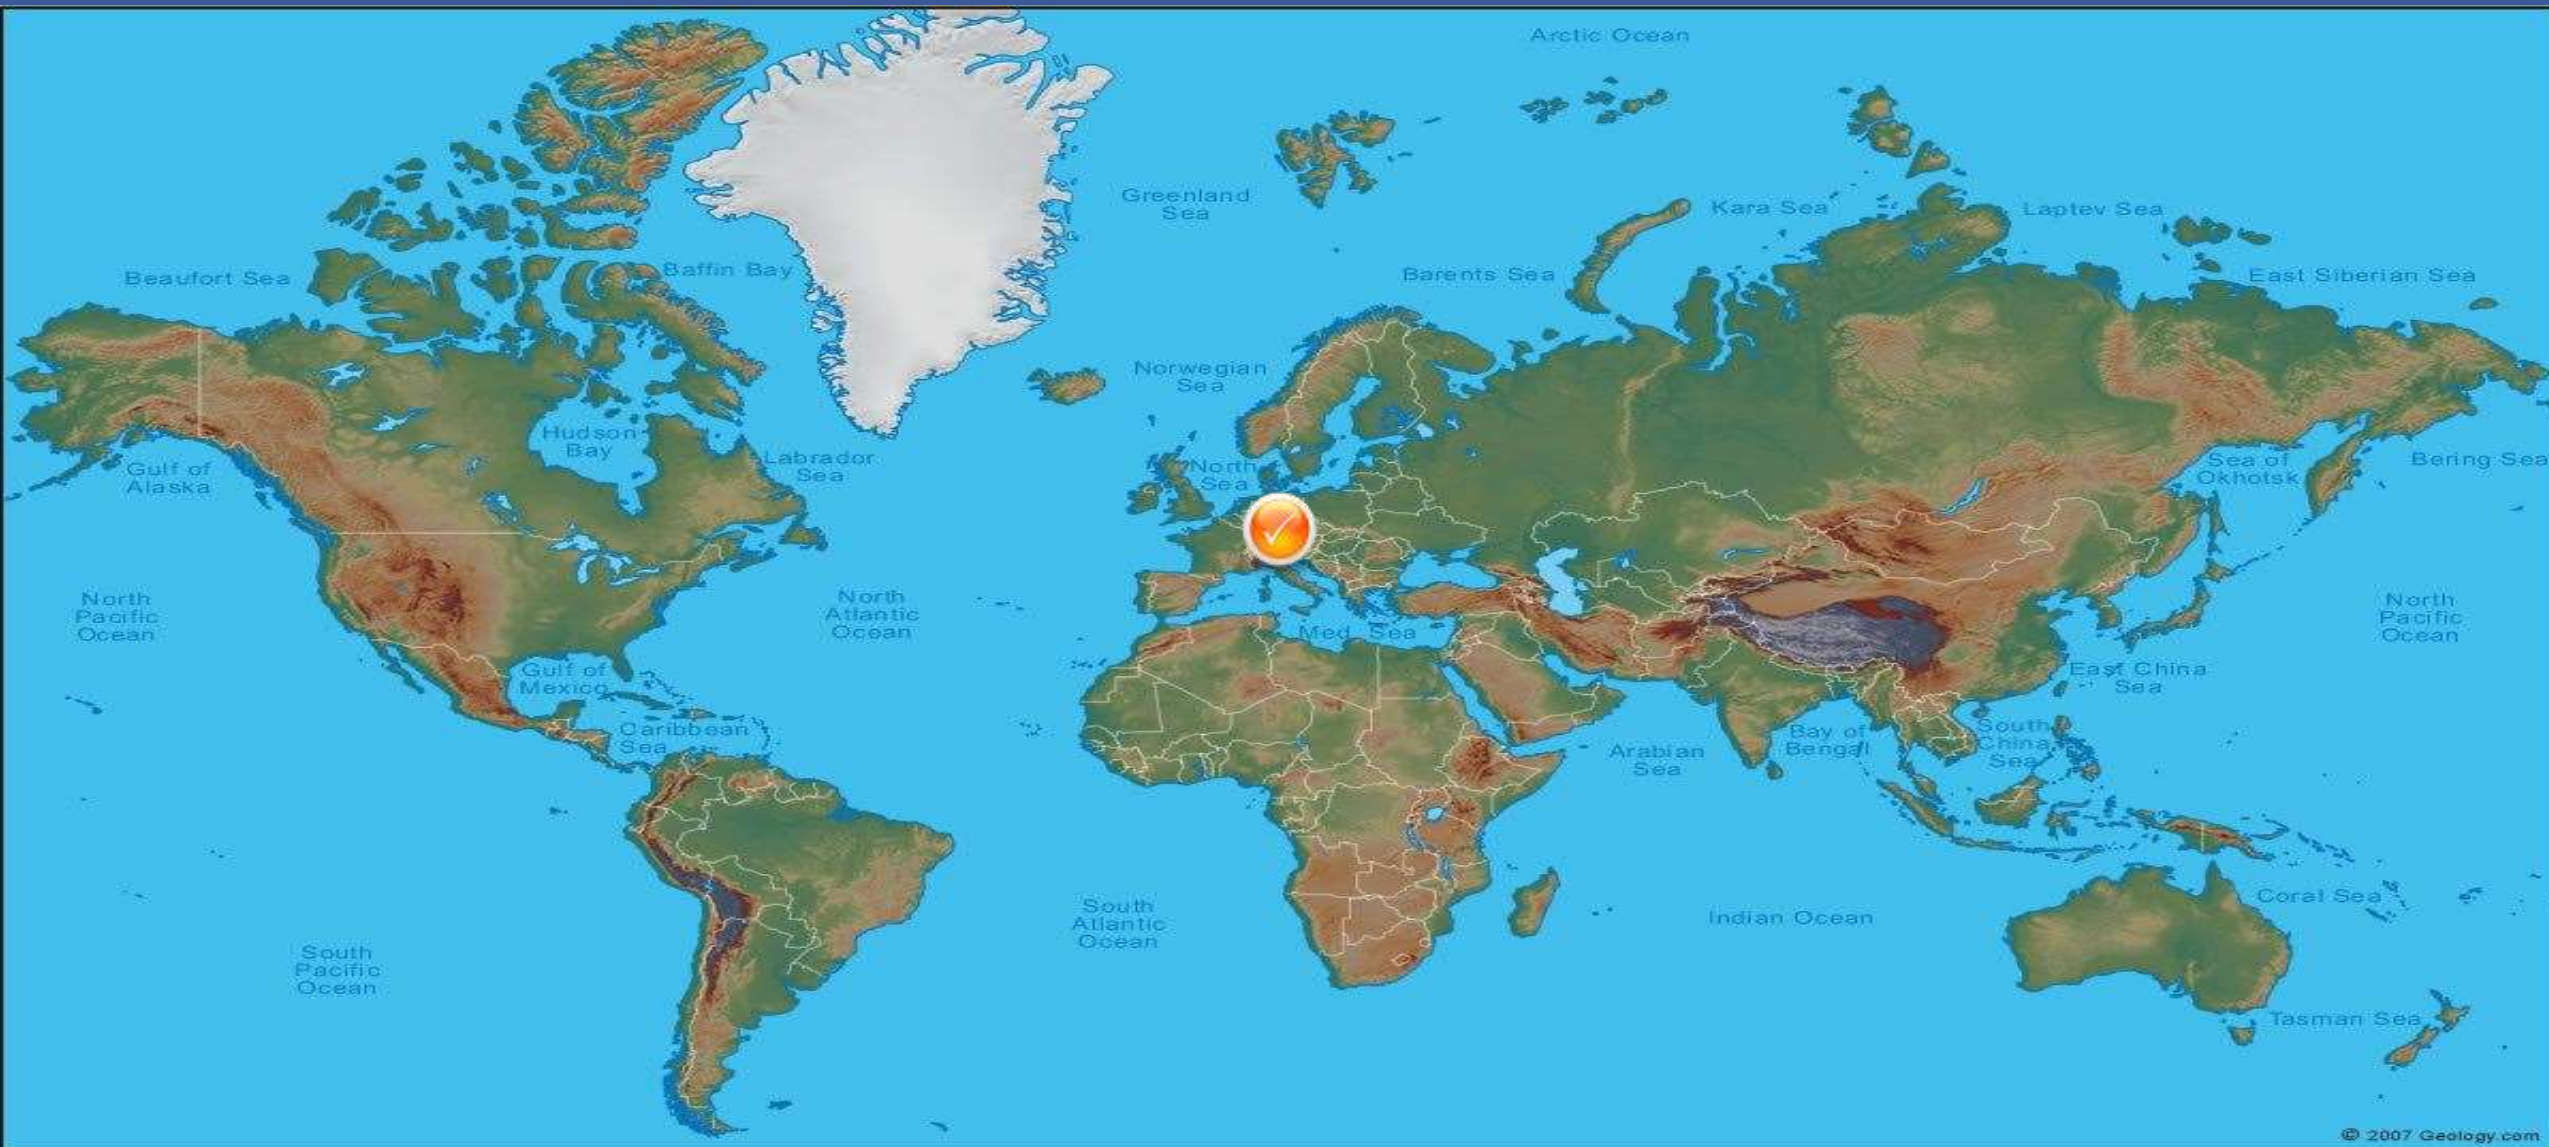 Arctic Ocean
Greenland
Sea
Kara Sea
Laptev Sea
Beaufort Sea
Baffin Bay
Barents Sea
East Siberian Sea
Norwegian
Sea
Hudson
Bay
Labrador
Sea
Gulf of
Alaska
North
Sea
Sea of
Okhotsk
Bering Sea
North
Pacific
Ocean
North
Atlantic
Ocean
Med Sea
North
Pacific
Ocean
Gulf of
Mexico
East China
Sea
Caribbean
Sea
Arabian
Sea
Bay of
Bengal
South
China
Sea
South
Atlantic
Ocean
Indian Ocean
Coral Sea
South
Pacific
Ocean
Tasman Sea
© 2007 Geology.com